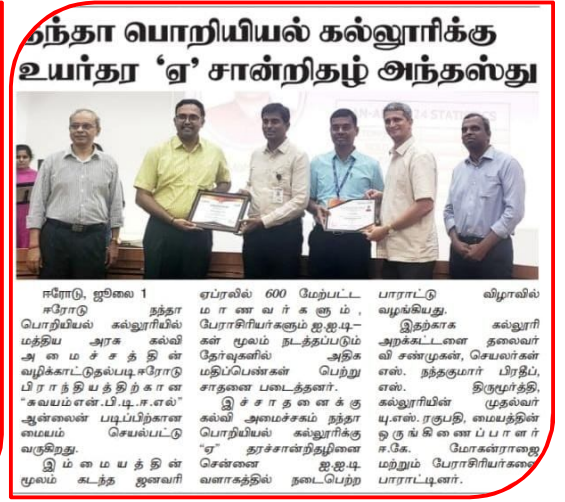 நந்தா பொறியியல் கல்லூரிக்கு
உயர்தர ‘ஏ’ சான்றிதழ் அந்தஸ்து
ஈரோடு, ஜூலை 1
ஈரோடு நந்தா
பொறியியல் கல்லூரியில்
மத்திய அரசு கல்வி
அமைச்சத்தின்
வழிக்காட்டுதல்படி,ஈரோடு
பிராந்தியத்திற்கான
“சுவயம்என்.பி.டி.ஈ.எல்”
ஆன்லைன் படிப்பிற்கான
மையம் செயல்பட்டு
வருகிறது.
இம்மையத்தின்
மூலம் கடந்த ஜனவரி
ஏப்ரலில் 600 மேற்பட்ட
மாணவர்களும்,
பேராசிரியர்களும் ஐ.ஐ.டி–
கள் மூலம் நடத்தப்படும்
தேர்வுகளில் அதிக
மதிப்பெண்கள் பெற்று
சாதனை படைத்தனர்.
இச்சாதனைக்கு
கல்வி அமைச்சகம் நந்தா
பொறியியல் கல்லூரிக்கு
“ஏ” தரச்சான்றிதழினை
சென்னை ஐ.ஐ.டி
வளாகத்தில் நடைபெற்ற
பாராட்டு விழாவில்
வழங்கியது.
இதற்காக கல்லூரி
அறக்கட்டளை தலைவர்
வி சண்முகன், செயலர்கள்
எஸ். நந்தகுமார் பிரதீப்,
எஸ். திருமூர்த்தி,
கல்லூரியின் முதல்வர்
யு.எஸ்.ரகுபதி, மையத்தின்
ஒருங்கிணைப்பாளர்
ஈ.கே. மோகன்ராஜை
மற்றும் பேராசிரியர்களை
பாராட்டினர்.